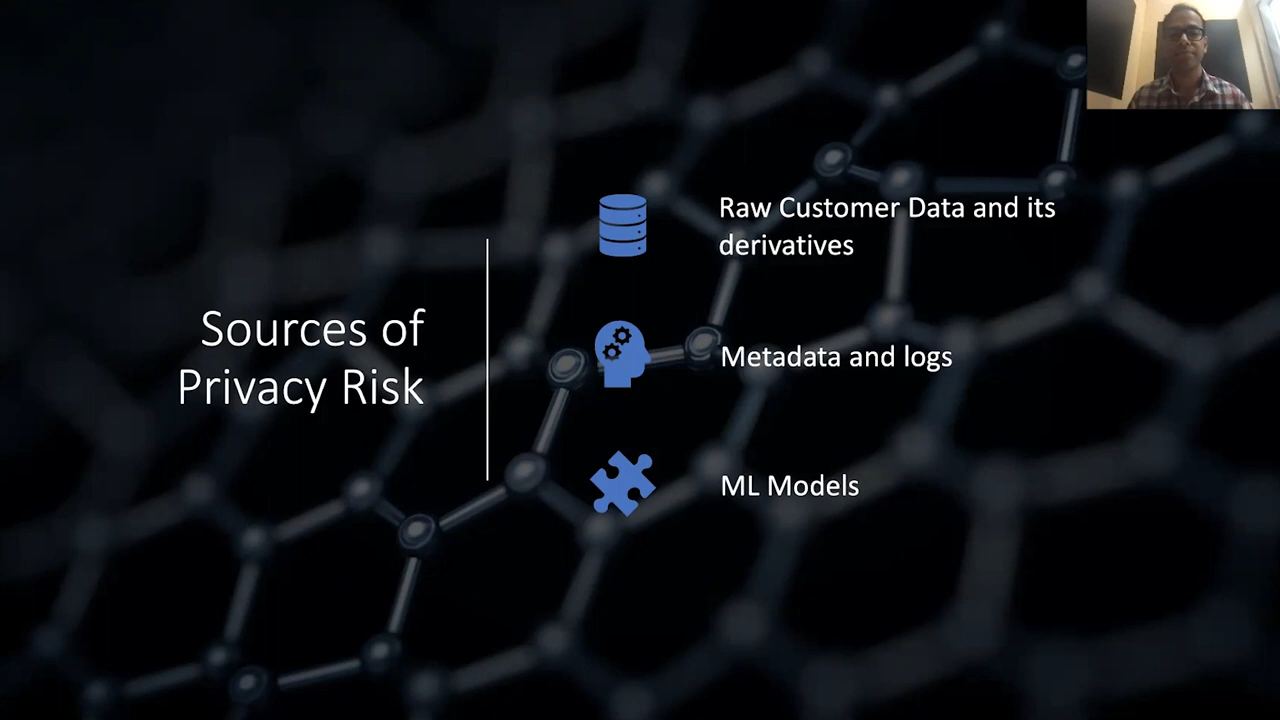 Sources of
Privacy Risk
Raw Customer Data and its
derivatives
Metadata and logs
ML Models